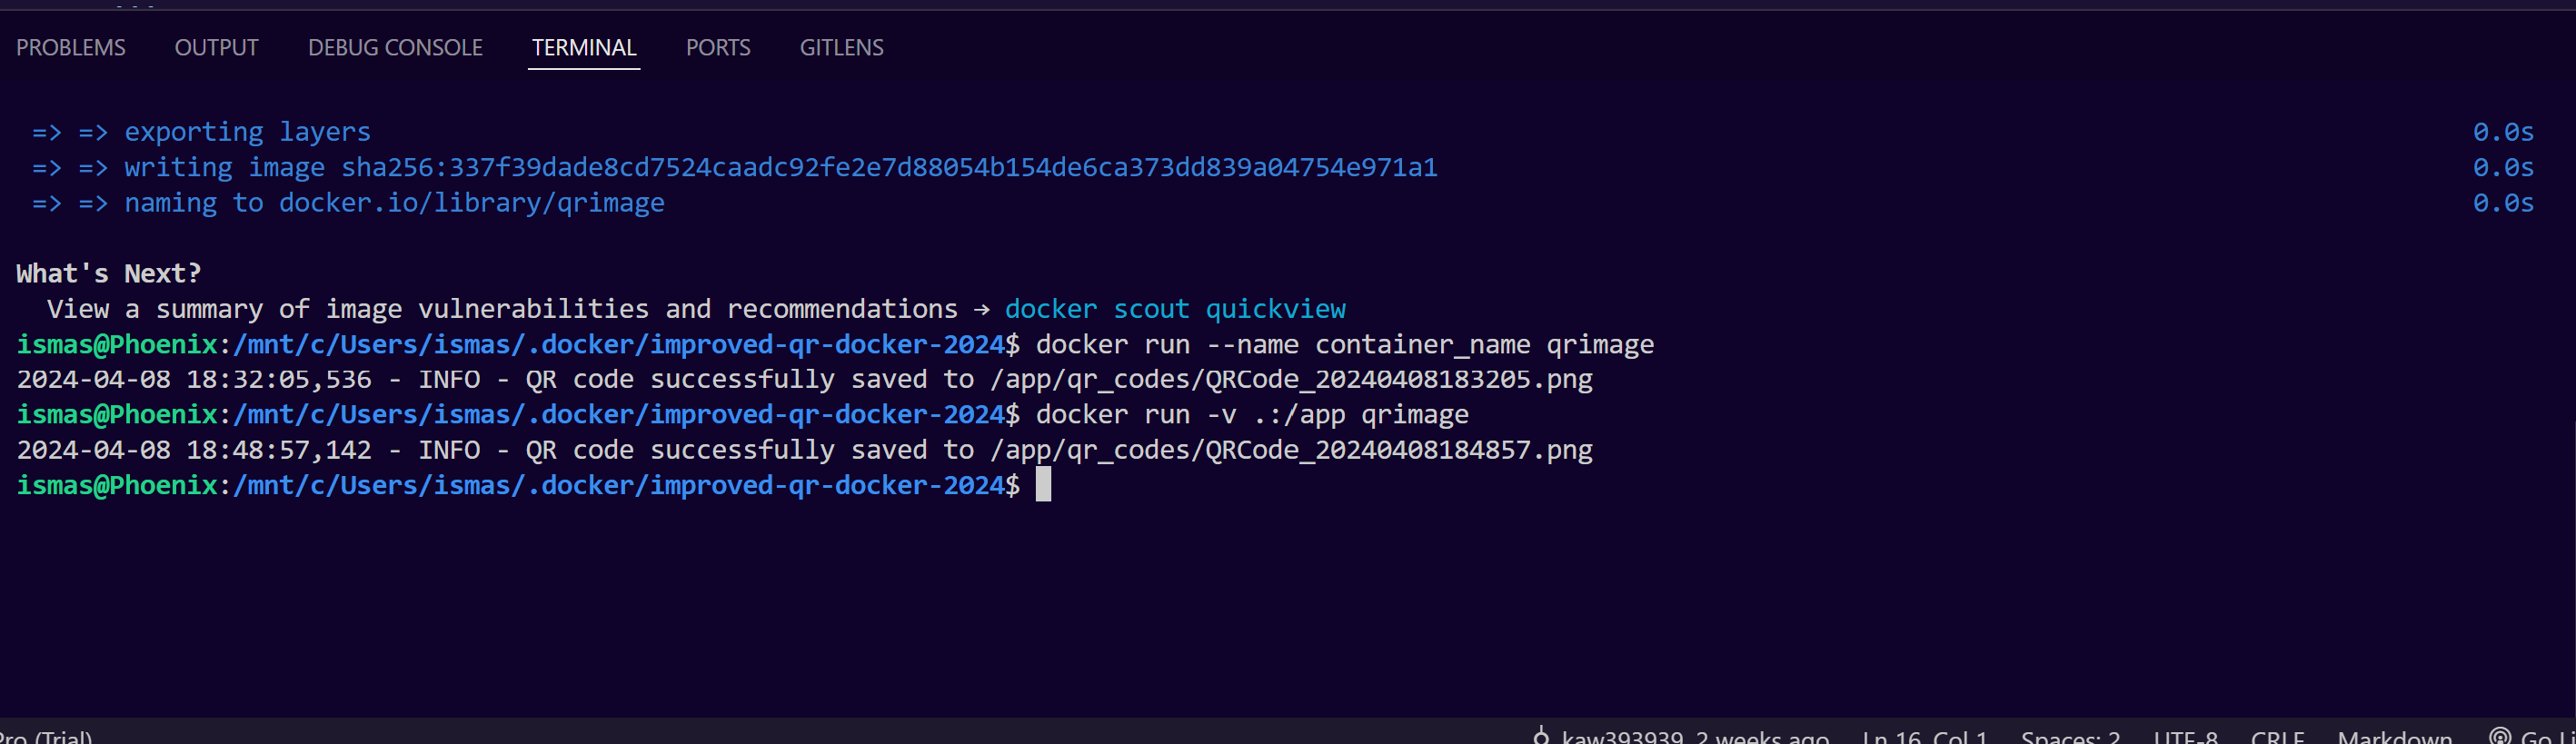 PROBLEMS OUTPUT DEBUG CONSOLE TERMINAL PORTS GITLENS
=> => exporting layers 0.0s
=> => writing image sha256:337f39dade8cd7524caadc92fe2e7d88054b154de6ca373dd839a04754e971a1 0.0s
=> => naming to docker.io/library/qrimage 0.0s
What's Next?
View a summary of image vulnerabilities and recommendations → docker scout quickview
ismas@Phoenix:/mnt/c/Users/ismas/.docker/improved-qr-docker-2024$ docker run --name container_name qrimage
2024-04-08 18:32:05,536 - INFO - QR code successfully saved to /app/qr_codes/QRCode_20240408183205.png
ismas@Phoenix:/mnt/c/Users/ismas/.docker/improved-qr-docker-2024$ docker run -v .:/app qrimage
2024-04-08 18:48:57,142 - INFO - QR code successfully saved to /app/qr_codes/QRCode_20240408184857.png
ismas@Phoenix:/mnt/c/Users/ismas/.docker/improved-qr-docker-2024$
Pro (Trial) kaw393939, 2 weeks ago Ln 16, Col 1 Spaces: 2 UTF-8 CRLF Markdown Go